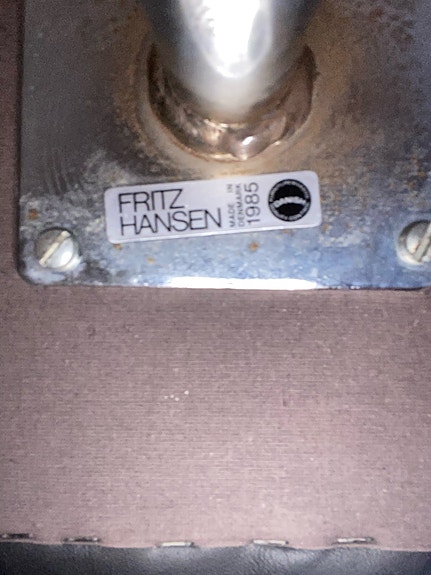 FRITZ
HANSEN
MADE IN
DENMARK
1985